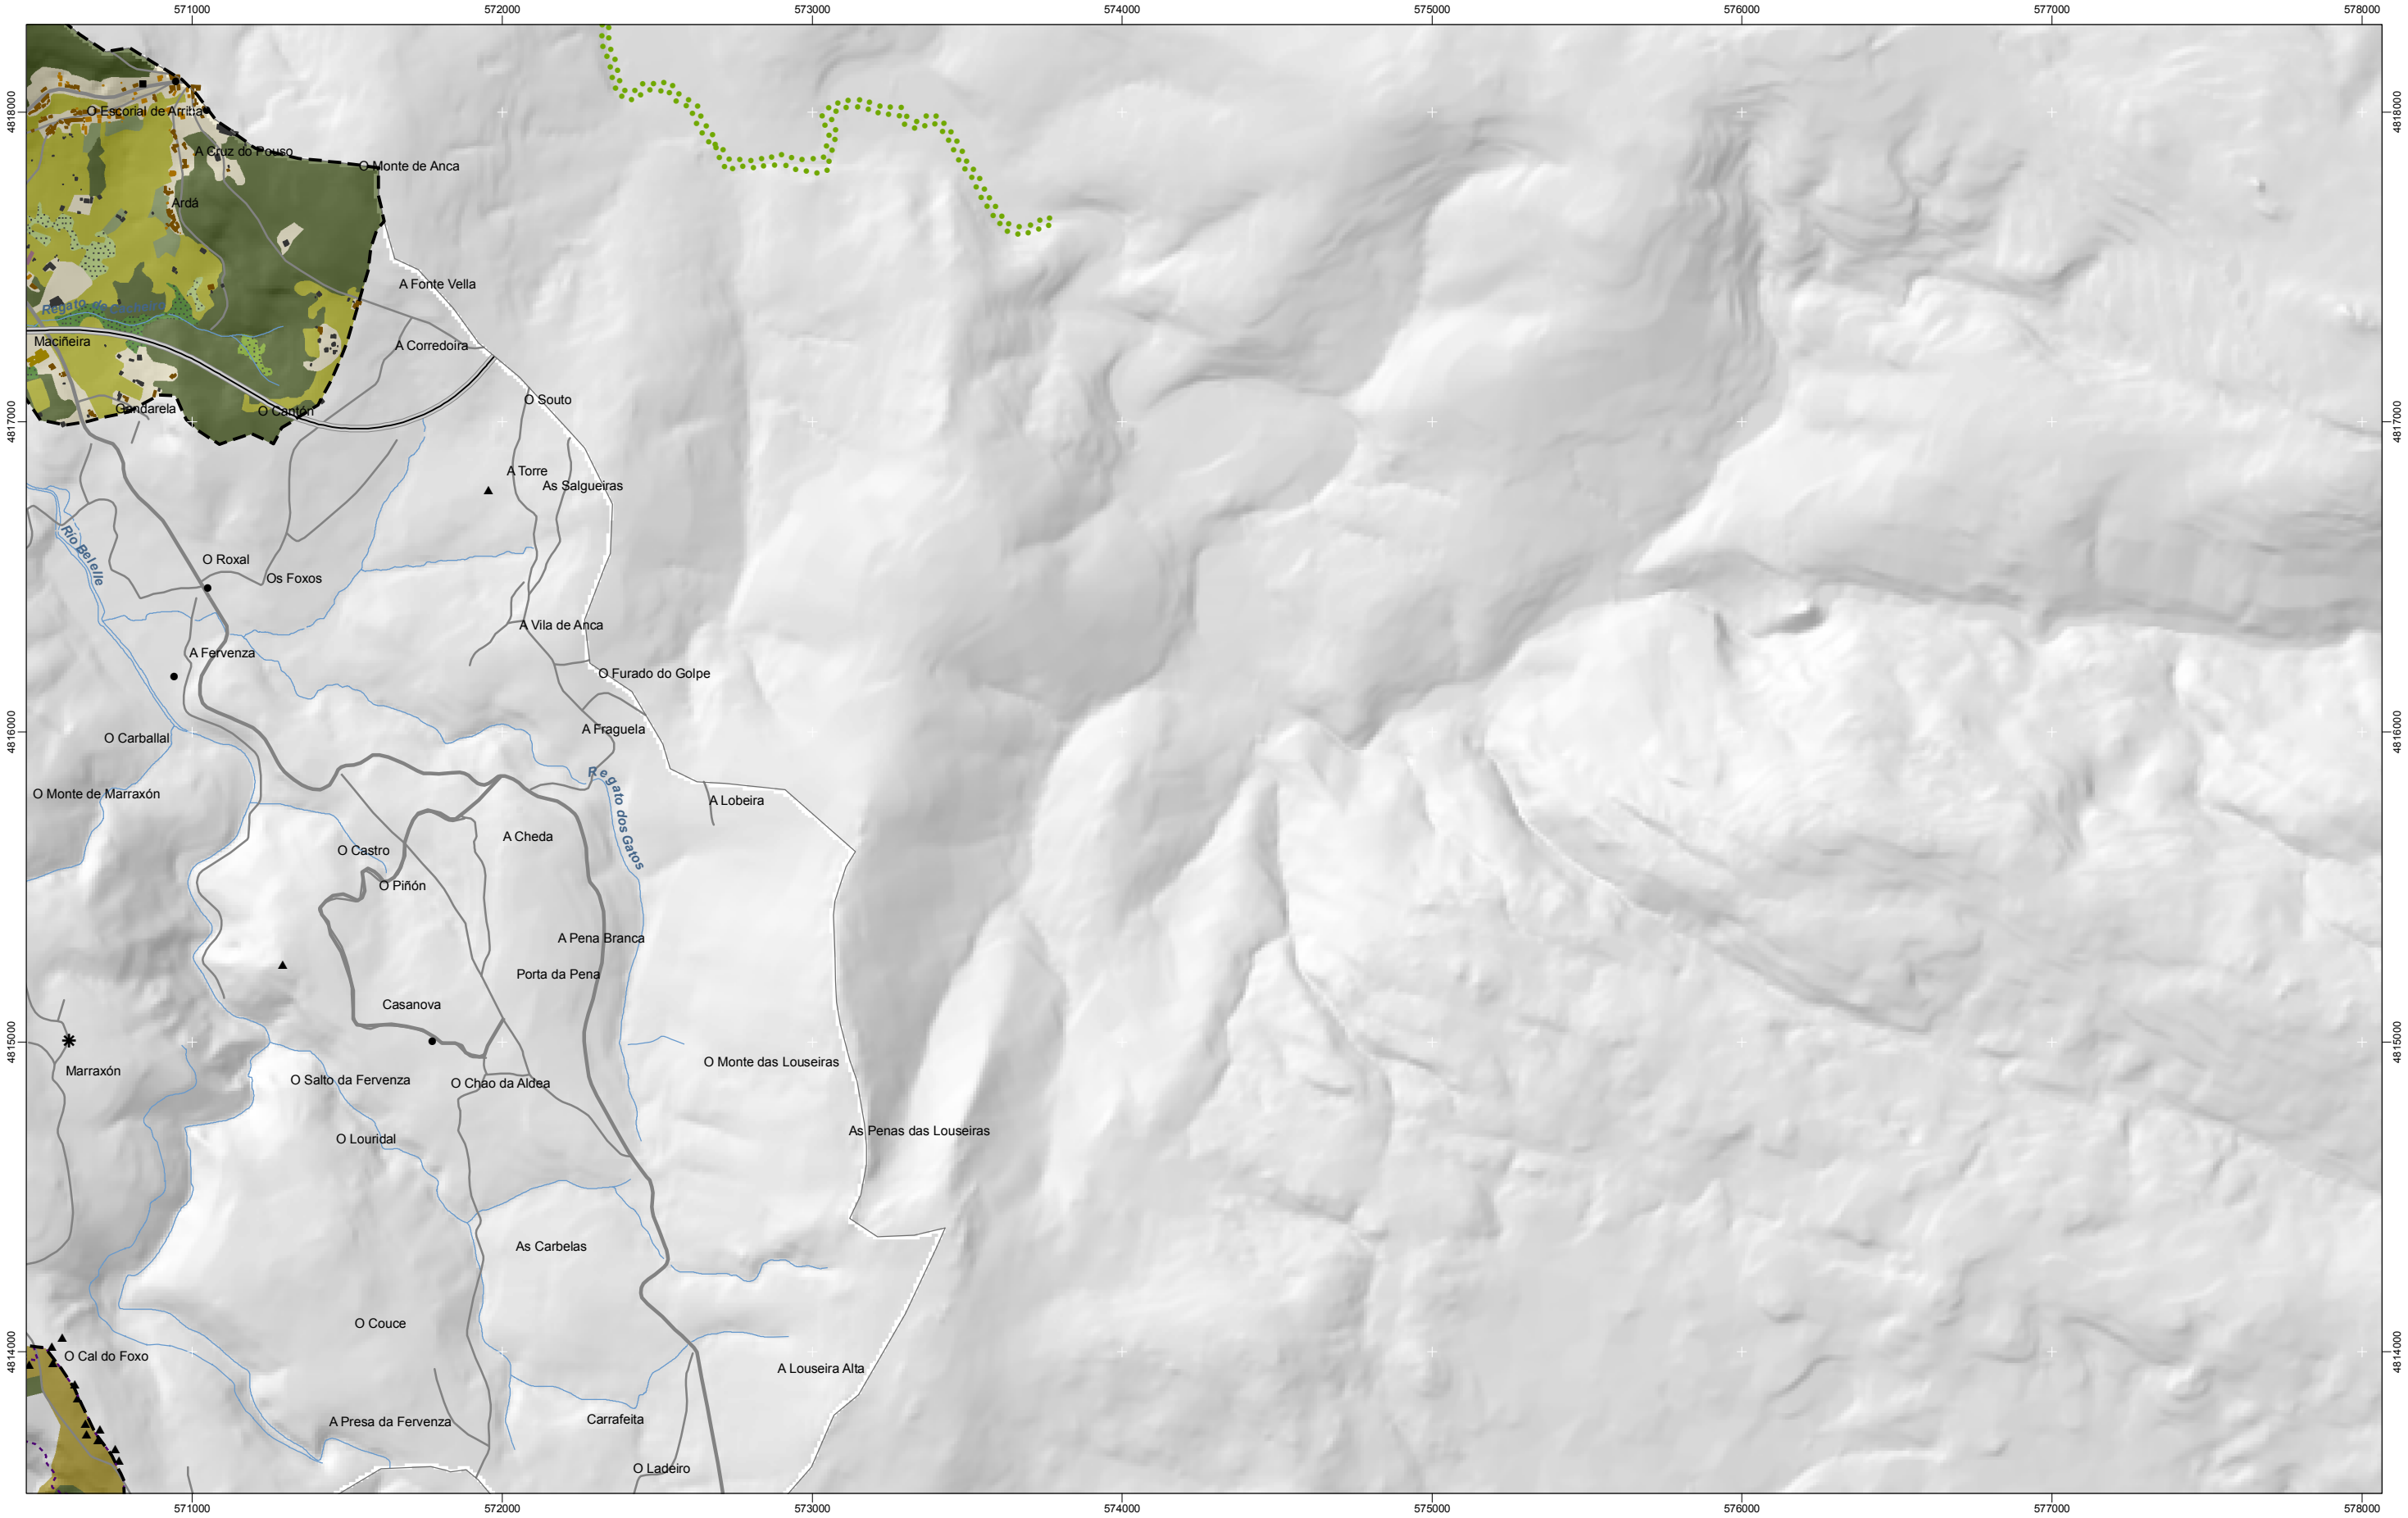 571000 572000 573000 574000 575000 576000 577000 578000
4818000 4818000
O Escorial de Arriba
A Cruz do Pouso
O Monte de Anca
Ardá
A Fonte Vella
Regato de
Maciñeira
A Corredoira
O Souto
Gandarela
O Cantón
4817000 4817000
A Torre
As Salgueiras
Río Belelle
O Roxal
Os Foxos
A Vila de Anca
A Fervenza
O Furado do Golpe
A Fraguela
O Carballal
4816000 4816000
Regato dos Gatos
O Monte de Marraxón
A Lobeira
A Cheda
O Castro
O Piñón
A Pena Branca
Porta da Pena
Casanova
4815000 4815000
O Monte das Louseiras
Marraxón
O Salto da Fervenza
O Chao da Aldea
As Penas das Louseiras
O Louridal
As Carbelas
O Couce
4814000 4814000
O Cal do Foxo
A Louseira Alta
A Presa da Fervenza
Carrafeita
O Ladeiro
571000 572000 573000 574000 575000 576000 577000 578000